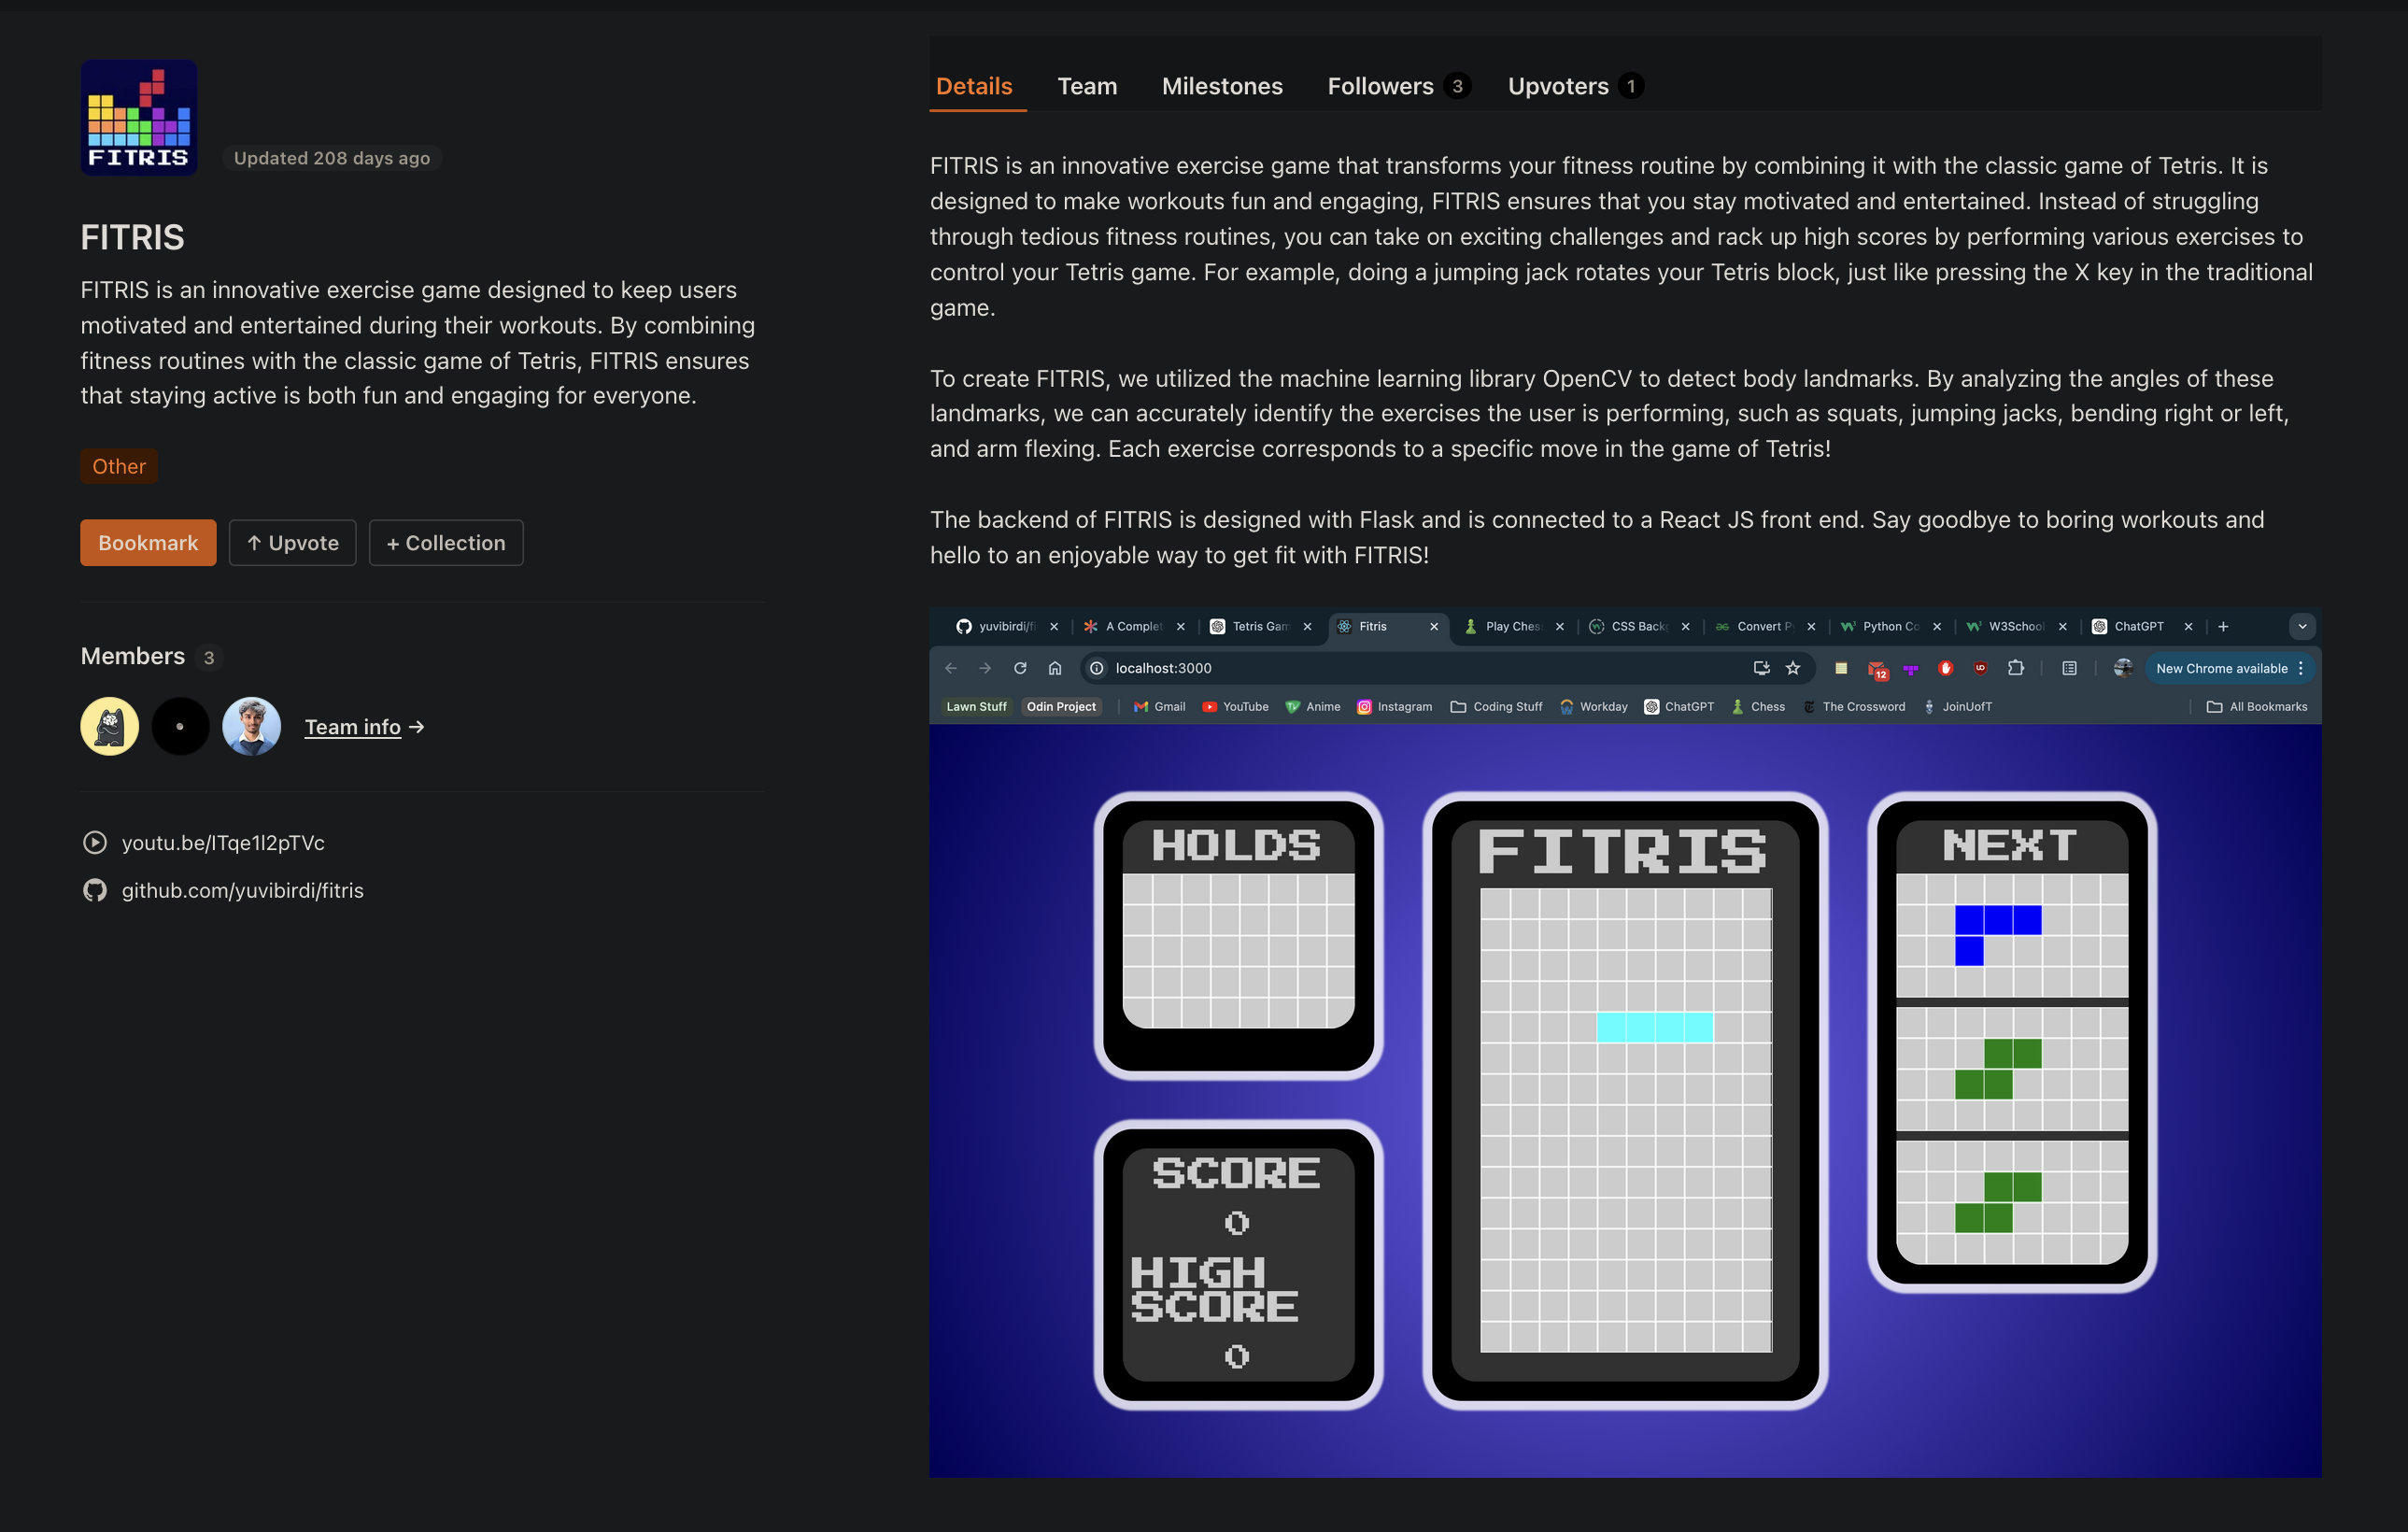 FITRIS
Updated 208 days ago
FITRIS
FITRIS is an innovative exercise game designed to keep users
motivated and entertained during their workouts. By combining
fitness routines with the classic game of Tetris, FITRIS ensures
that staying active is both fun and engaging for everyone.
Other
Bookmark
↑ Upvote
+ Collection
Members 3
Team info →
youtu.be/ITqe1I2pTVc
github.com/yuvibirdi/fitris
Details
Team
Milestones
Followers 3
Upvoters 1
FITRIS is an innovative exercise game that transforms your fitness routine by combining it with the classic game of Tetris. It is
designed to make workouts fun and engaging, FITRIS ensures that you stay motivated and entertained. Instead of struggling
through tedious fitness routines, you can take on exciting challenges and rack up high scores by performing various exercises to
control your Tetris game. For example, doing a jumping jack rotates your Tetris block, just like pressing the X key in the traditional
game.
To create FITRIS, we utilized the machine learning library OpenCV to detect body landmarks. By analyzing the angles of these
landmarks, we can accurately identify the exercises the user is performing, such as squats, jumping jacks, bending right or left,
and arm flexing. Each exercise corresponds to a specific move in the game of Tetris!
The backend of FITRIS is designed with Flask and is connected to a React JS front end. Say goodbye to boring workouts and
hello to an enjoyable way to get fit with FITRIS!
yuvibirdi/fi
A Complet
Tetris Gam
Fitris
Play Ches
CSS Back
Convert P
Python Co
W3School
ChatGPT
localhost:3000
12
New Chrome available
Lawn Stuff
Odin Project
Gmail
YouTube
Anime
Instagram
Coding Stuff
Workday
ChatGPT
Chess
The Crossword
JoinUofT
All Bookmarks
HOLDS
FITRIS
NEXT
SCORE
0
HIGH
SCORE
0